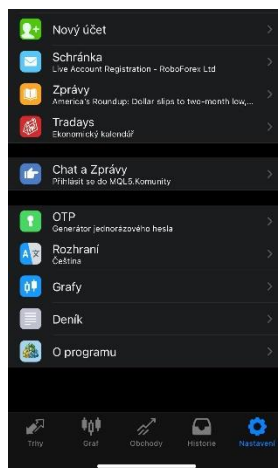 Nový účet
Schránka
Live Account Registration - RoboForex Ltd
Zprávy
America's Roundup: Dollar slips to two-month low,...
Tradays
Ekonomický kalendář
Chat a Zprávy
Přihlásit se do MQL5.Komunity
OTP
Generátor jednorázového hesla
Rozhraní
Čeština
Grafy
Deník
O programu
Trhy Graf Obchody Historie Nastavení